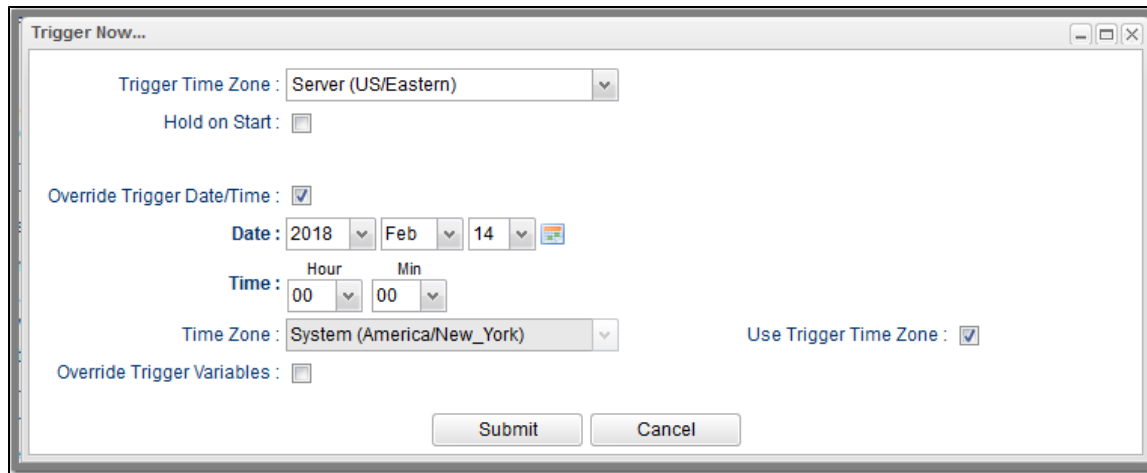 Trigger Now...
Trigger Time Zone : Server (US/Eastern)
Hold on Start :
Override Trigger Date/Time :
Date : 2018 Feb 14
Hour Min
Time : 00 00
Time Zone : System (America/New_York) Use Trigger Time Zone :
Override Trigger Variables :
Submit Cancel